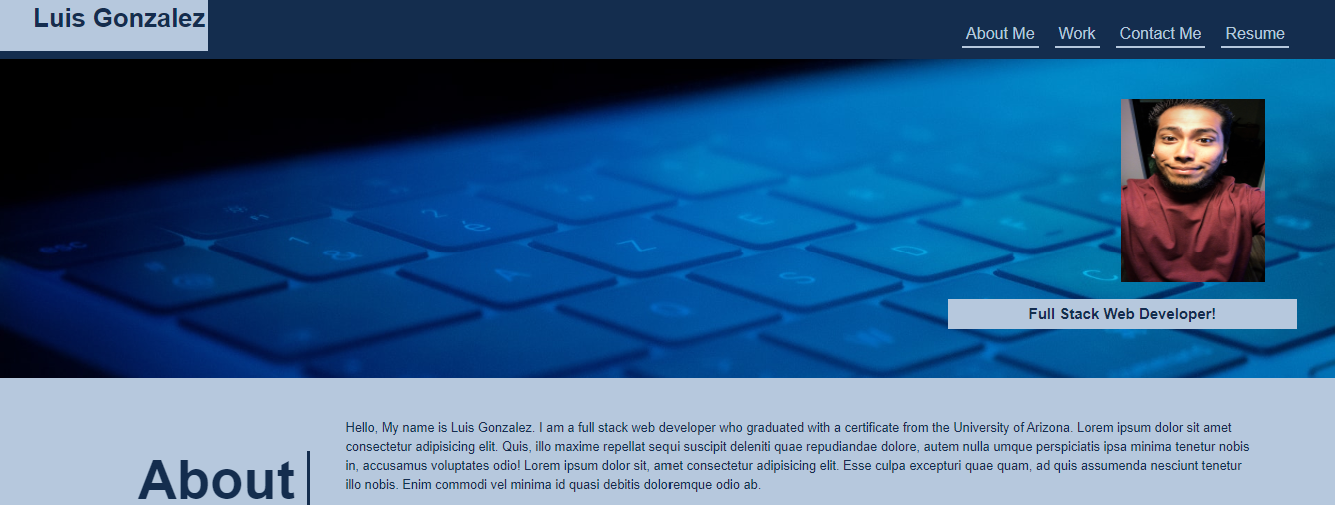 Luis Gonzalez
About Me Work Contact Me Resume
esc
1
&
2
é
A
Z
E
Q
S
D
W
C
Full Stack Web Developer!
Hello, My name is Luis Gonzalez. I am a full stack web developer who graduated with a certificate from the University of Arizona. Lorem ipsum dolor sit amet
consectetur adipisicing elit. Quis, illo maxime repellat sequi suscipit deleniti quae repudiandae dolore, autem nulla umque perspiciatis ipsa minima tenetur nobis
in, accusamus voluptates odio! Lorem ipsum dolor sit, amet consectetur adipisicing elit. Esse culpa excepturi quae quam, ad quis assumenda nesciunt tenetur
illo nobis. Enim commodi vel minima id quasi debitis doloremque odio ab.
About